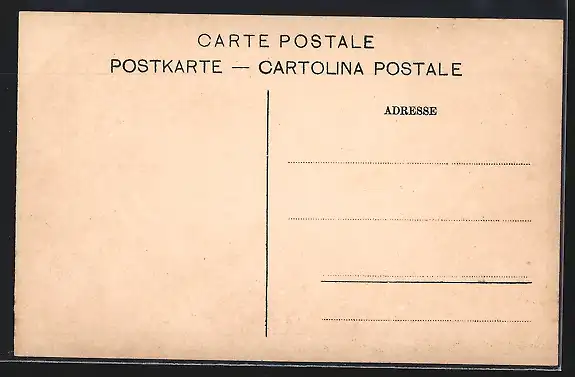 CARTE POSTALE
POSTKARTE — CARTOLINA POSTALE
ADRESSE